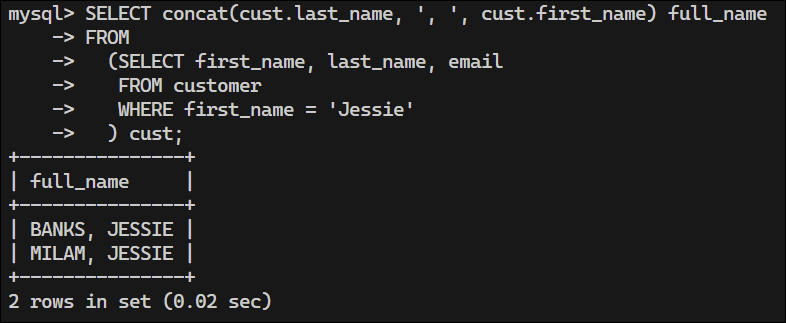 mysql> SELECT concat(cust.last_name, ', ', cust.first_name) full_name
    -> FROM
    ->   (SELECT first_name, last_name, email
    ->    FROM customer
    ->    WHERE first_name = 'Jessie'
    ->   ) cust;
+---------------+
| full_name     |
+---------------+
| BANKS, JESSIE |
| MILAM, JESSIE |
+---------------+
2 rows in set (0.02 sec)